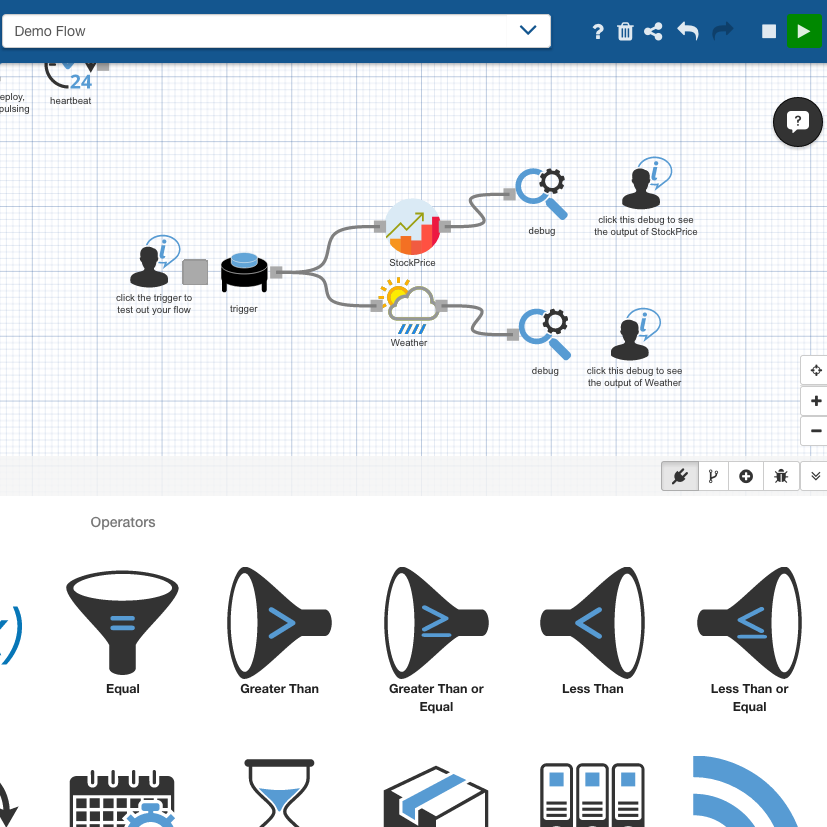 Demo Flow
?
24
eploy,
pulsing
heartbeat
?
i
click this debug to see
the output of StockPrice
debug
StockPrice
i
click the trigger to
test out your flow
trigger
Weather
debug
i
click this debug to see
the output of Weather
Operators
)
=
>
≥
<
≤
Equal
Greater Than
Greater Than or
Equal
Less Than
Less Than or
Equal